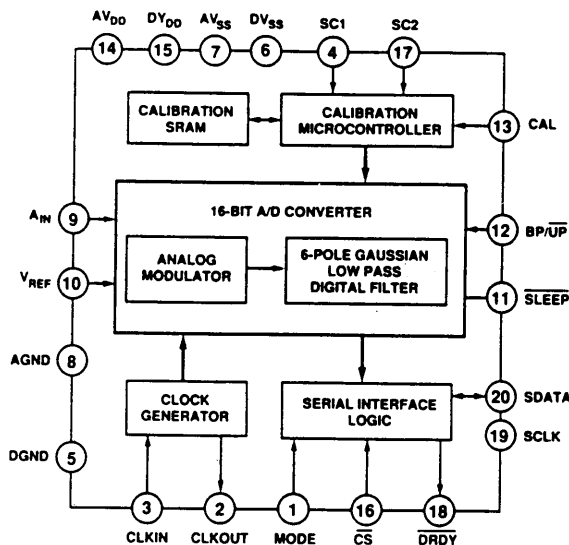 AVDD DYDD AVSS DVSS SC1 SC2
14 15 7 6 4 17
CALIBRATION
SRAM
CALIBRATION
MICROCONTROLLER
13 CAL
16-BIT A/D CONVERTER
AIN 9
12 BP/UP
ANALOG
MODULATOR
6-POLE GAUSSIAN
LOW PASS
DIGITAL FILTER
VREF 10
11 SLEEP
AGND
8
CLOCK
GENERATOR
SERIAL INTERFACE
LOGIC
20 SDATA
19 SCLK
DGND
5
3 2 1 16 18
CLKIN CLKOUT MODE CS DRDY